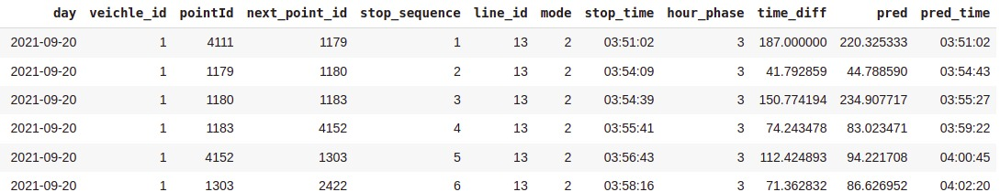 day veichle_id pointId next_point_id stop_sequence line_id mode stop_time hour_phase time_diff pred pred_time
2021-09-20 1 4111 1179 1 13 2 03:51:02 3 187.000000 220.325333 03:51:02
2021-09-20 1 1179 1180 2 13 2 03:54:09 3 41.792859 44.788590 03:54:43
2021-09-20 1 1180 1183 3 13 2 03:54:39 3 150.774194 234.907717 03:55:27
2021-09-20 1 1183 4152 4 13 2 03:55:41 3 74.243478 83.023471 03:59:22
2021-09-20 1 4152 1303 5 13 2 03:56:43 3 112.424893 94.221708 04:00:45
2021-09-20 1 1303 2422 6 13 2 03:58:16 3 71.362832 86.626952 04:02:20